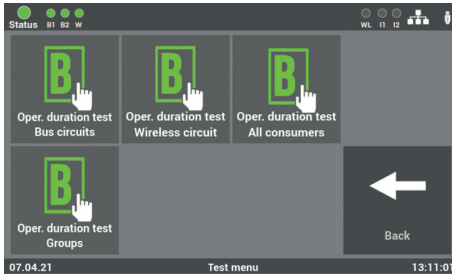 Status B1 B2 W WL I1 I2
B B B
Oper. duration test Oper. duration test Oper. duration test
Bus circuits Wireless circuit All consumers
B
Oper. duration test
Groups
Back
07.04.21 Test menu 13:11:01